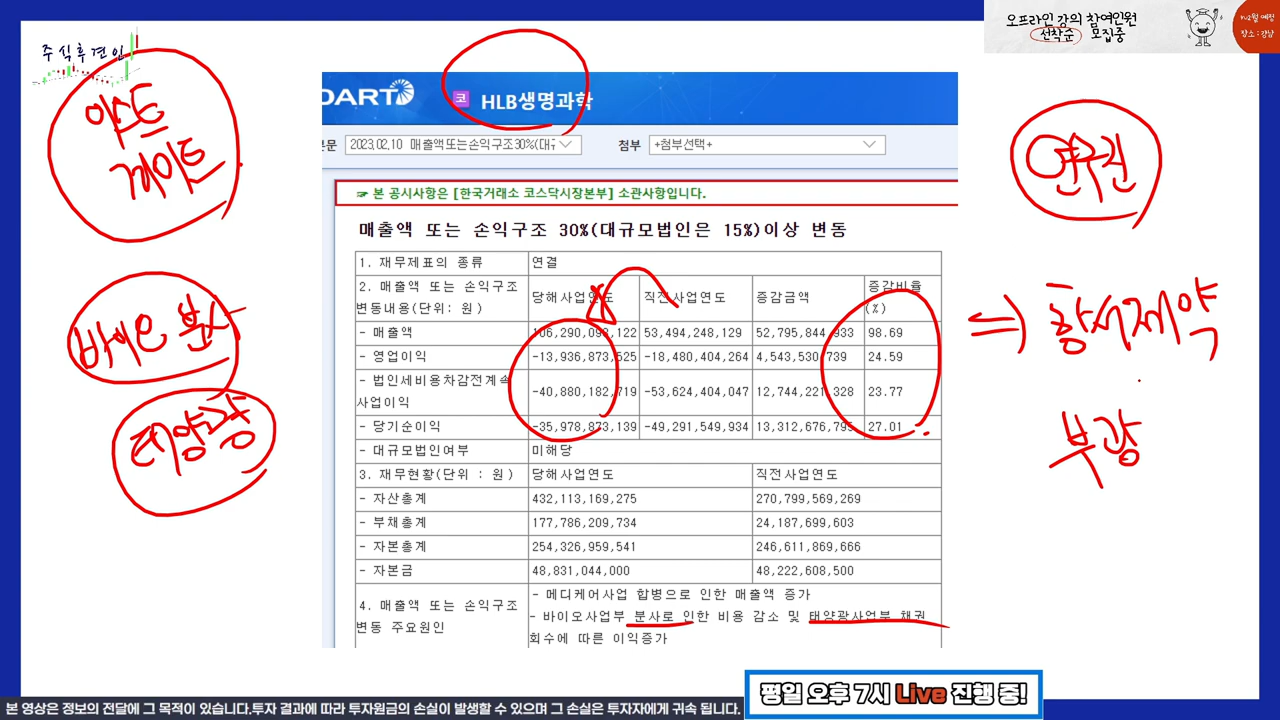 주식후견인
오프라인 강의 참여인원
선착순 모집중
장소 : 강남
DART
코 HLB생명과학
본문 2023.02.10 매출액또는손익구조30%(대규 첨부 +첨부선택+
☞ 본 공시사항은 [한국거래소 코스닥시장본부] 소관사항입니다.
매출액 또는 손익구조 30%(대규모법인은 15%)이상 변동
1. 재무제표의 종류 연결
2. 매출액 또는 손익구조 변동내용(단위: 원) 당해사업연도 직전사업연도 증감금액 증감비율(%)
- 매출액 53,494,248,129 98.69
- 영업이익 -13,936,873,525 -18,480,404,264 24.59
- 법인세비용차감전계속사업이익 -40,880,182,719 -53,624,404,047 12,744,221,328 23.77
- 당기순이익 -35,978,873,139 -49,291,549,934 13,312,676,795 27.01
- 대규모법인여부 미해당
3. 재무현황(단위 : 원) 당해사업연도 직전사업연도
- 자산총계 432,113,169,275 270,799,569,269
- 부채총계 177,786,209,734 24,187,699,603
- 자본총계 254,326,959,541 246,611,869,666
- 자본금 48,831,044,000 48,222,608,500
4. 매출액 또는 손익구조 변동 주요원인
- 메디케어사업 합병으로 인한 매출액 증가
- 바이오사업부 분사로 인한 비용 감소 및 태양광사업부 채권
회수에 따른 이익증가
바이오 분사
태양광
연구권
⇒ 항서제약
부광
평일 오후 7시 Live 진행 중!
본 영상은 정보의 전달에 그 목적이 있습니다.투자 결과에 따라 투자원금의 손실이 발생할 수 있으며 그 손실은 투자자에게 귀속 됩니다.